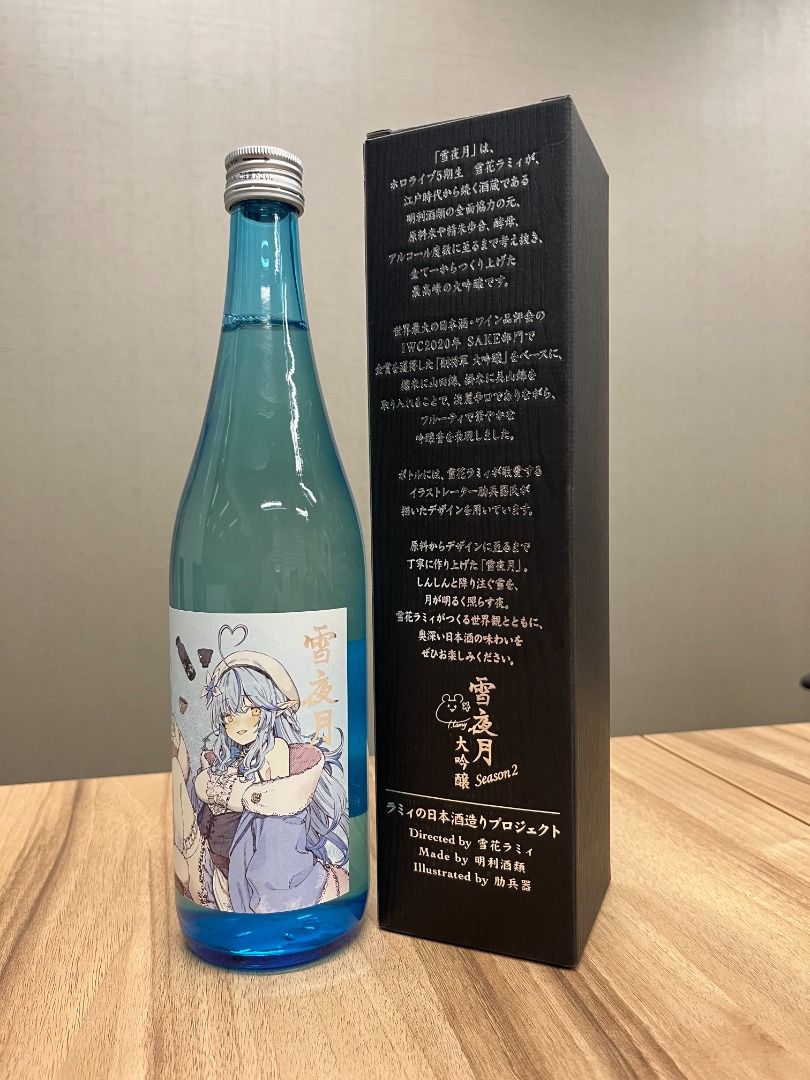 雪夜月
「雪夜月」は、
ホロライブ5期生 雪花ラミィが、
江戸時代から続く酒蔵である
明利酒類の全面協力の元、
原料米や精米歩合、酵母、
アルコール度数に至るまで考え抜き、
全て一からつくり上げた
最高峰の大吟醸です。
世界最大の日本酒・ワイン品評会の
IWC2020年 SAKE部門で
金賞を獲得した「副将軍 大吟醸」をベースに、
麹米に山田錦、掛米に美山錦を
取り入れることで、淡麗辛口でありながら、
フルーティで華やかな
吟醸香を表現しました。
ボトルには、雪花ラミィが敬愛する
イラストレーター肋兵器氏が
描いたデザインを用いています。
原料からデザインに至るまで
丁寧に作り上げた「雪夜月」。
しんしんと降り注ぐ雪を、
月が明るく照らす夜。
雪花ラミィがつくる世界観とともに、
奥深い日本酒の味わいを
ぜひお楽しみください。
雪夜月
大吟醸
Season2
ラミィの日本酒造りプロジェクト
Directed by 雪花ラミィ
Made by 明利酒類
Illustrated by 肋兵器